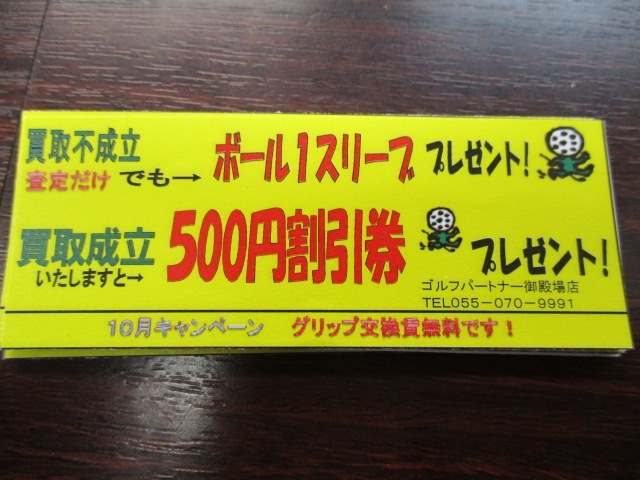 買取不成立
査定だけ でも→ ボール1スリーブ プレゼント!
買取成立
いたしますと→ 500円割引券 プレゼント!
ゴルフパートナー御殿場店
TEL055-070-9991
10月キャンペーン グリップ交換賃無料です!